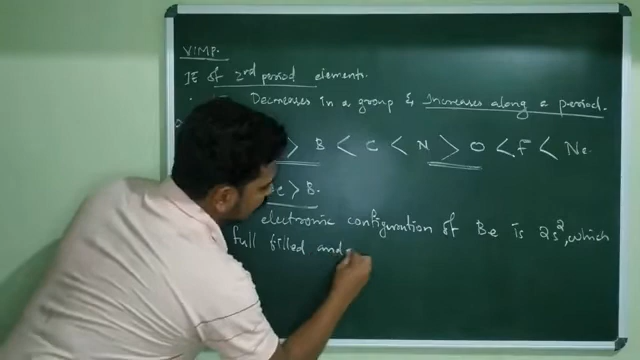 V.IMP.
IE of 2nd period elements.
Decreases in a group & Increases along a period.
> B < C < N > O < F < Ne.
e > B.
electronic configuration of Be is 2s², which
full filled and